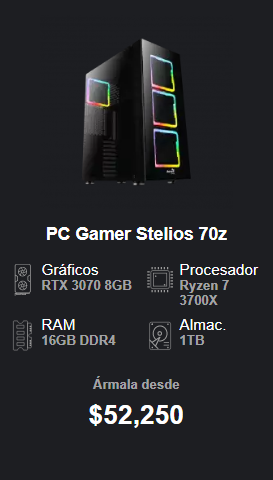 PC Gamer Stelios 70z
Gráficos
RTX 3070 8GB
Procesador
Ryzen 7
3700X
RAM
16GB DDR4
Almac.
1TB
Ármala desde
$52,250